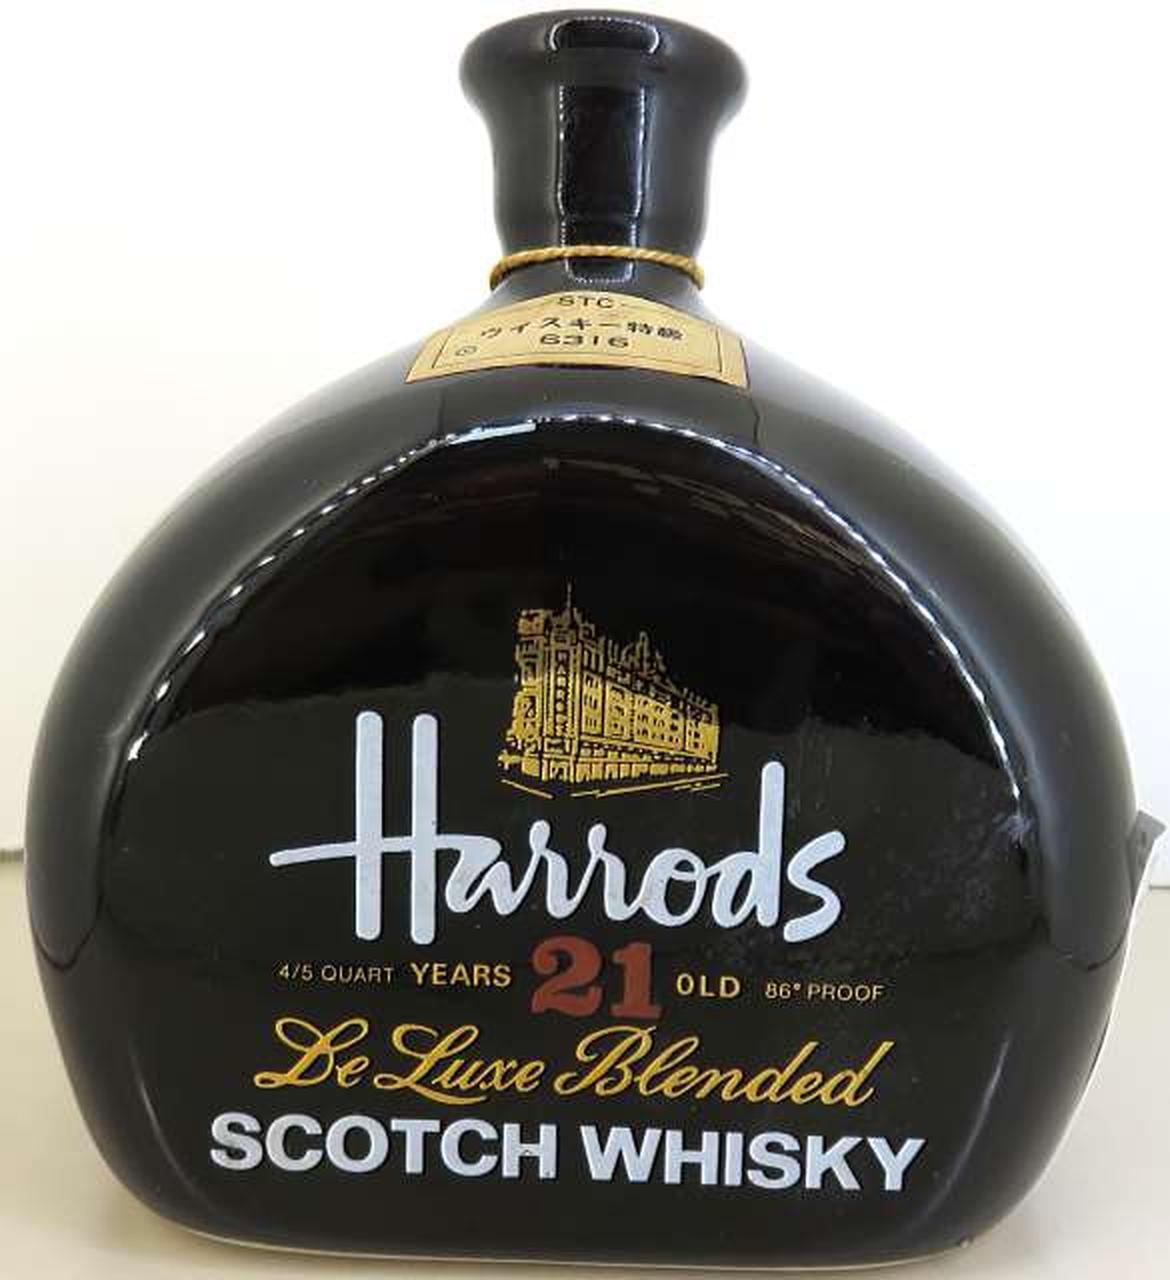 STC
ウイスキー特級
6316
Harrods
4/5 QUART YEARS 21 OLD 86° PROOF
De Luxe Blended
SCOTCH WHISKY